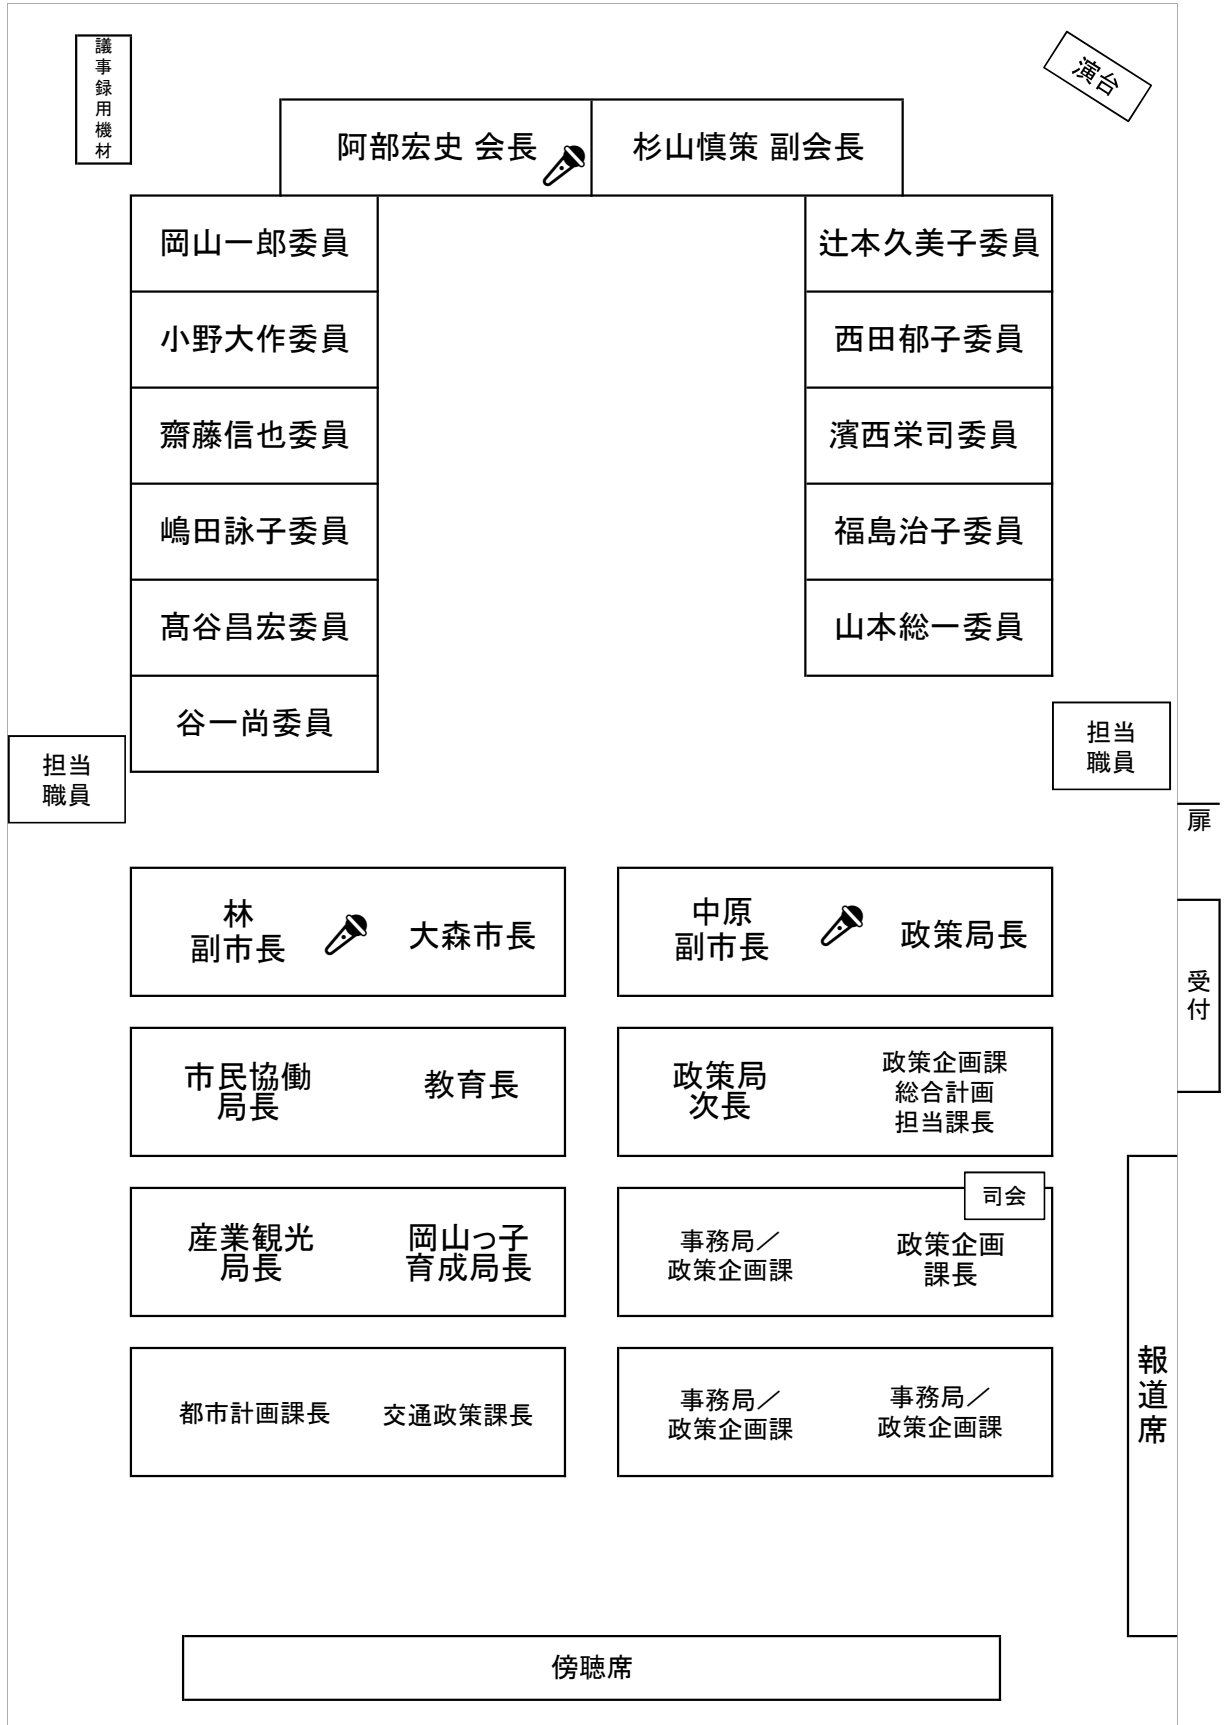 議事録用機材
演台
阿部宏史 会長
杉山慎策 副会長
岡山一郎委員
辻本久美子委員
小野大作委員
西田郁子委員
齋藤信也委員
濱西栄司委員
嶋田詠子委員
福島治子委員
髙谷昌宏委員
山本総一委員
谷一尚委員
担当
職員
担当
職員
扉
林
副市長
大森市長
中原
副市長
政策局長
受付
市民協働
局長
教育長
政策局
次長
政策企画課
総合計画
担当課長
産業観光
局長
岡山っ子
育成局長
事務局／
政策企画課
司会
政策企画
課長
報道席
都市計画課長
交通政策課長
事務局／
政策企画課
事務局／
政策企画課
傍聴席